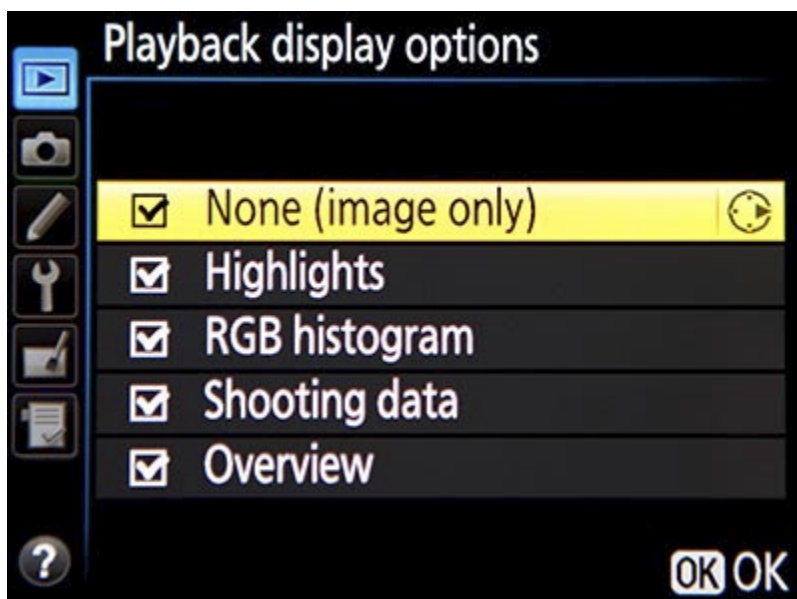 Playback display options
None (image only)
Highlights
RGB histogram
Shooting data
Overview
?
OK OK